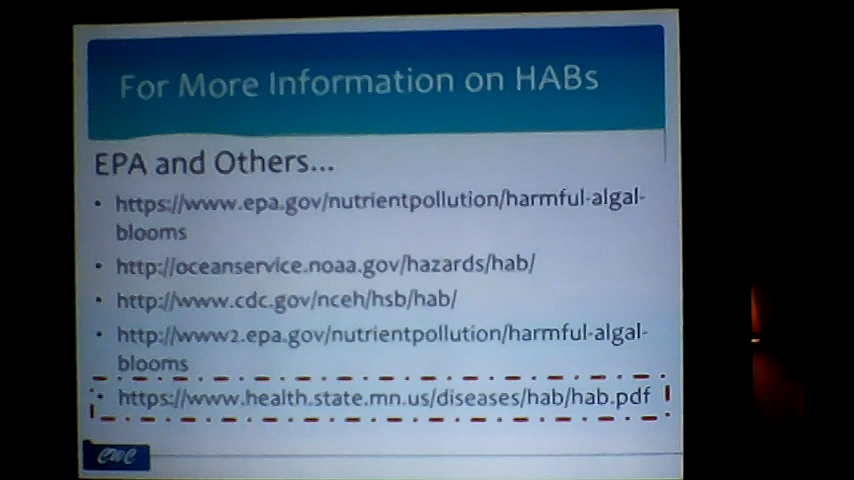 For More Information on HABs
EPA and Others...
• https://www.epa.gov/nutrientpollution/harmful-algal-
blooms
• http://oceanservice.noaa.gov/hazards/hab/
• http://www.cdc.gov/nceh/hsb/hab/
• http://www2.epa.gov/nutrientpollution/harmful-algal-
blooms
• https://www.health.state.mn.us/diseases/hab/hab.pdf
CWC